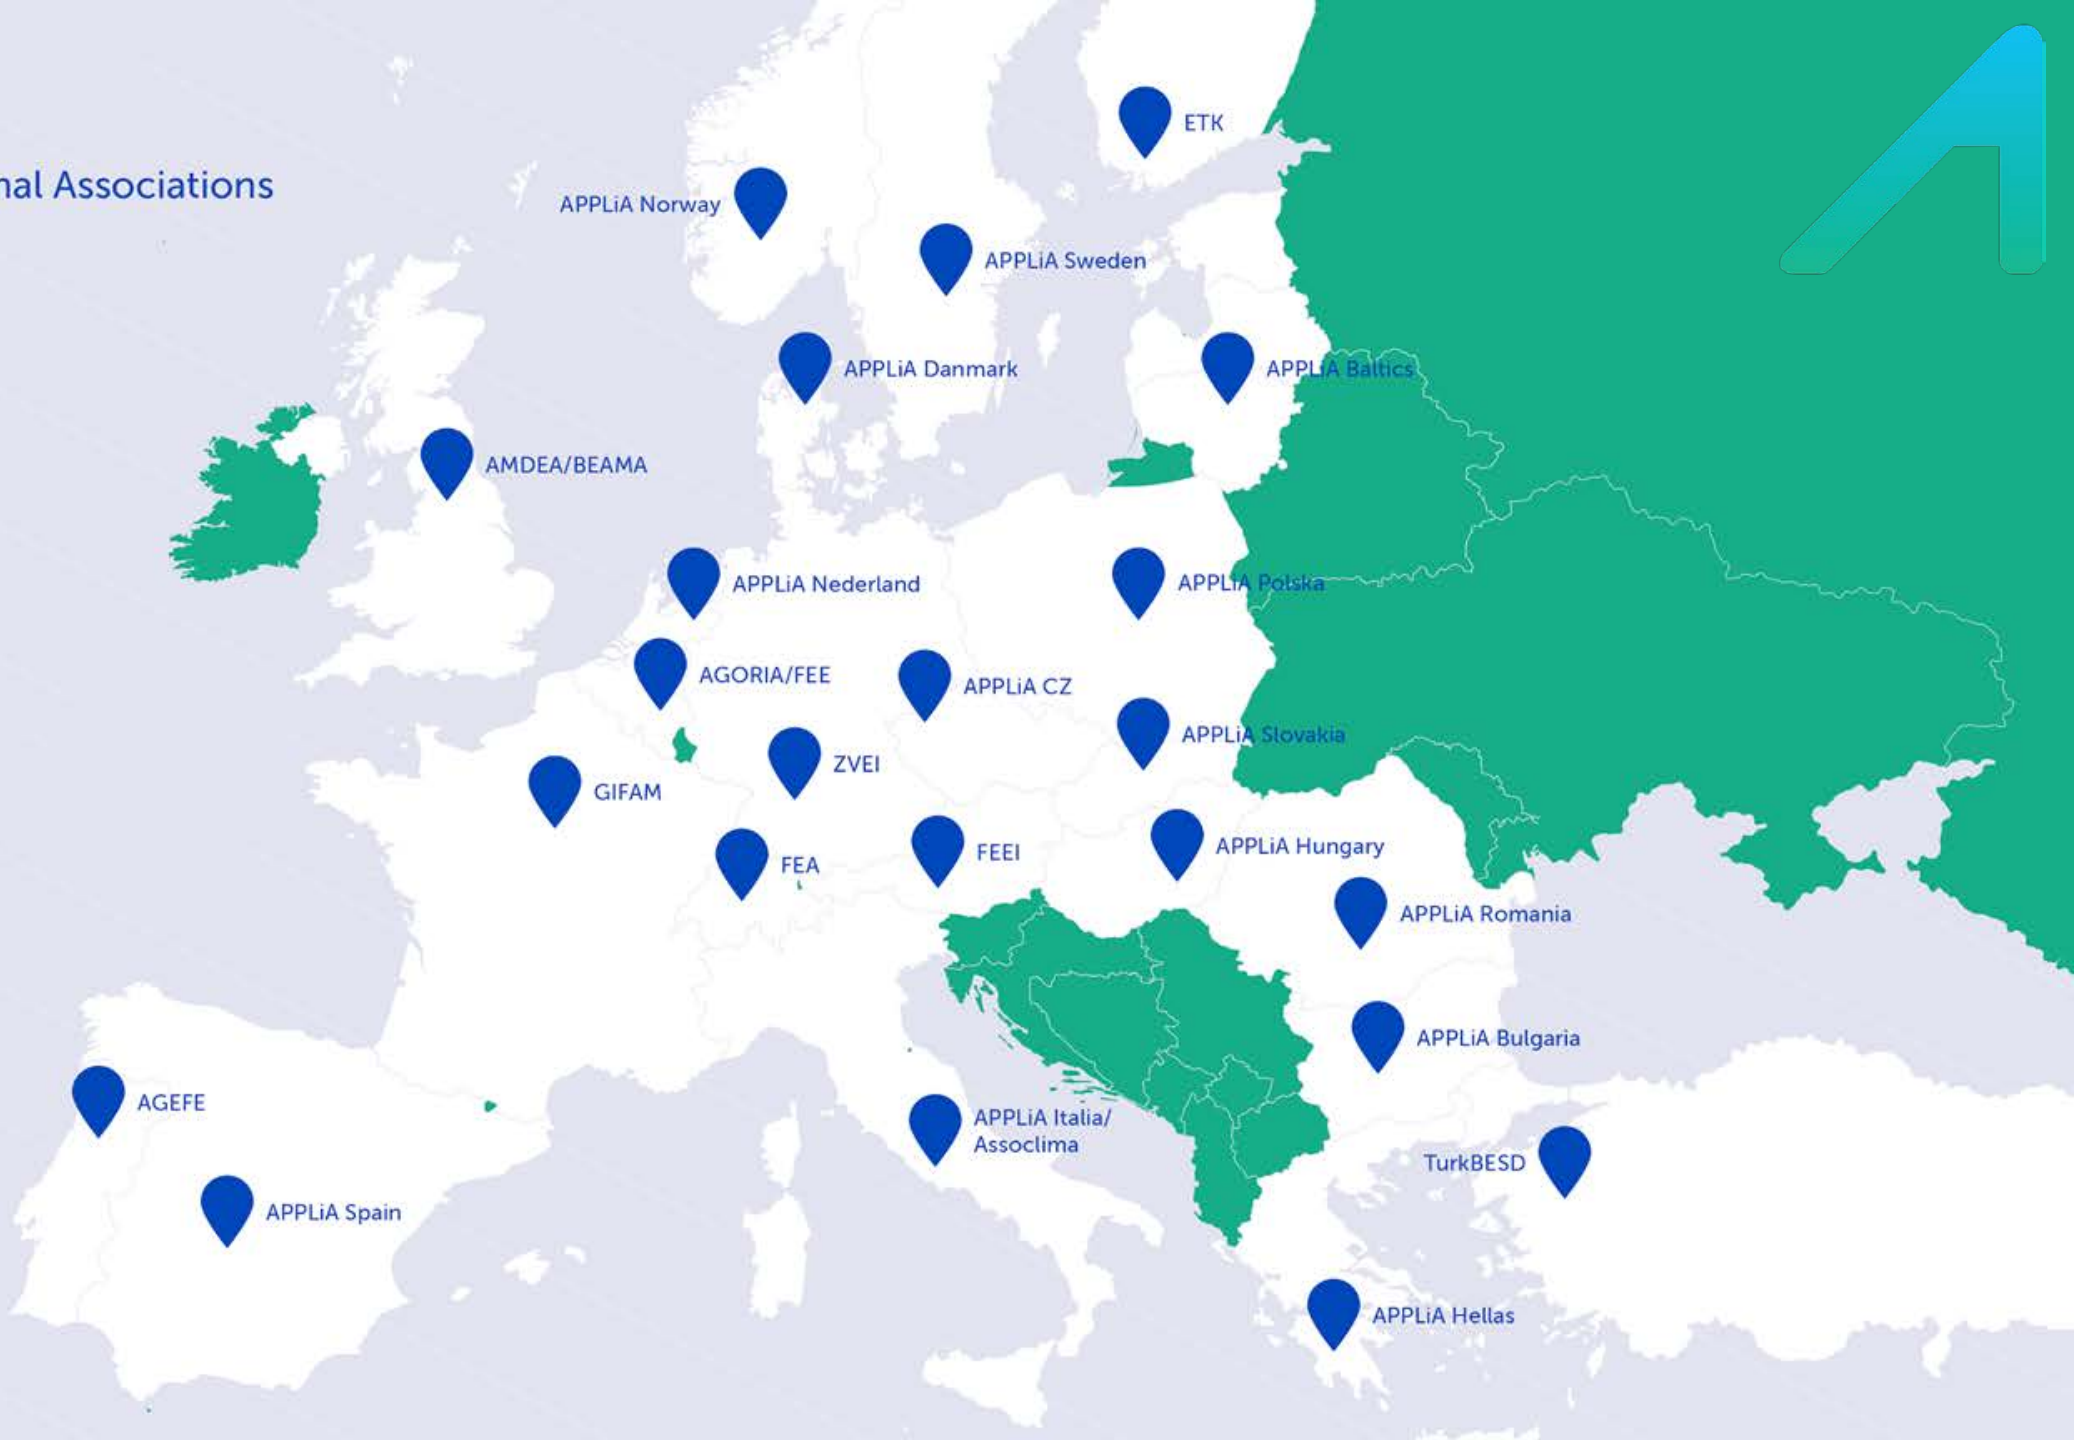 nal Associations
ETK
APPLiA Norway
APPLiA Sweden
APPLiA Danmark
APPLiA Baltics
AMDEA/BEAMA
APPLiA Nederland
APPLiA Polska
AGORIA/FEE
APPLiA CZ
APPLiA Slovakia
ZVEI
GIFAM
FEEI
APPLiA Hungary
FEA
APPLiA Romania
APPLiA Bulgaria
AGEFE
APPLiA Italia/
Assoclima
TurkBESD
APPLiA Spain
APPLiA Hellas